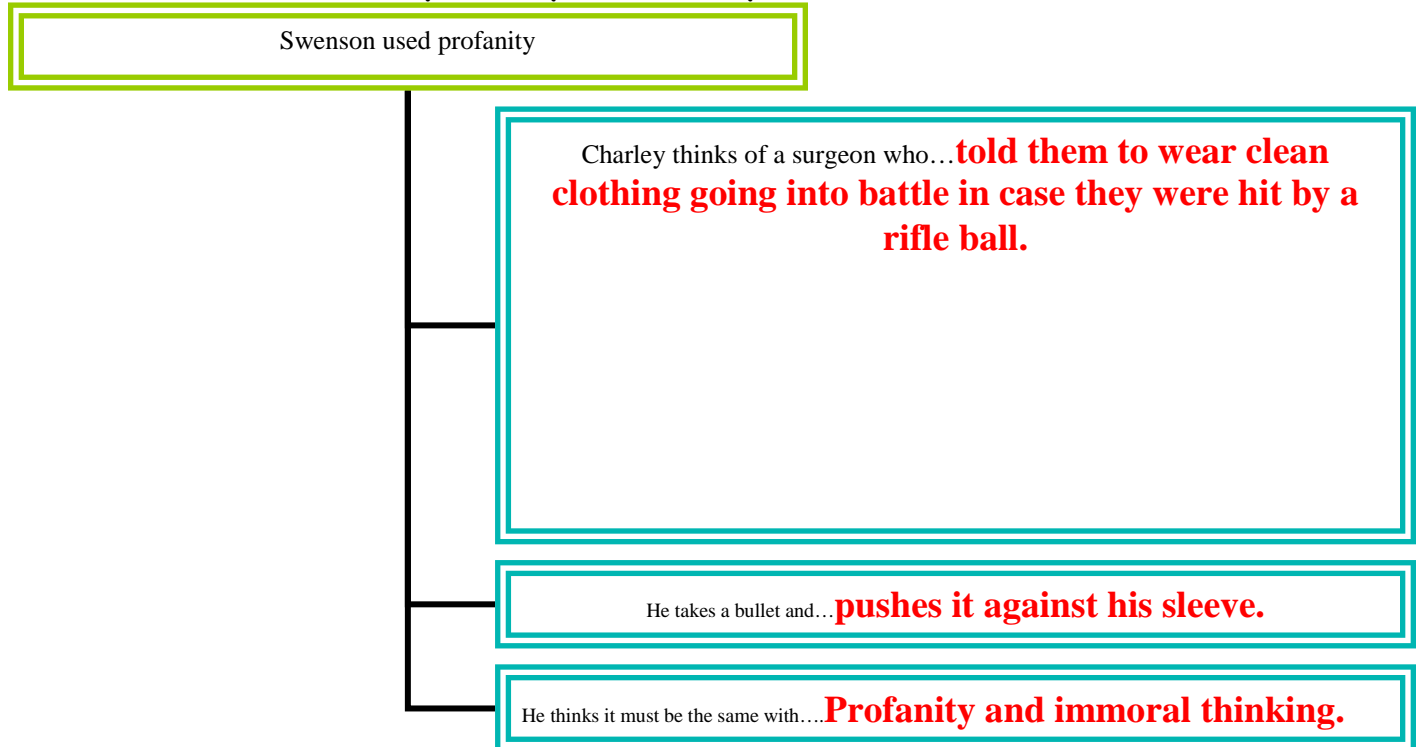 Swenson used profanity
Charley thinks of a surgeon who…told them to wear clean
clothing going into battle in case they were hit by a
rifle ball.
He takes a bullet and…pushes it against his sleeve.
He thinks it must be the same with….Profanity and immoral thinking.